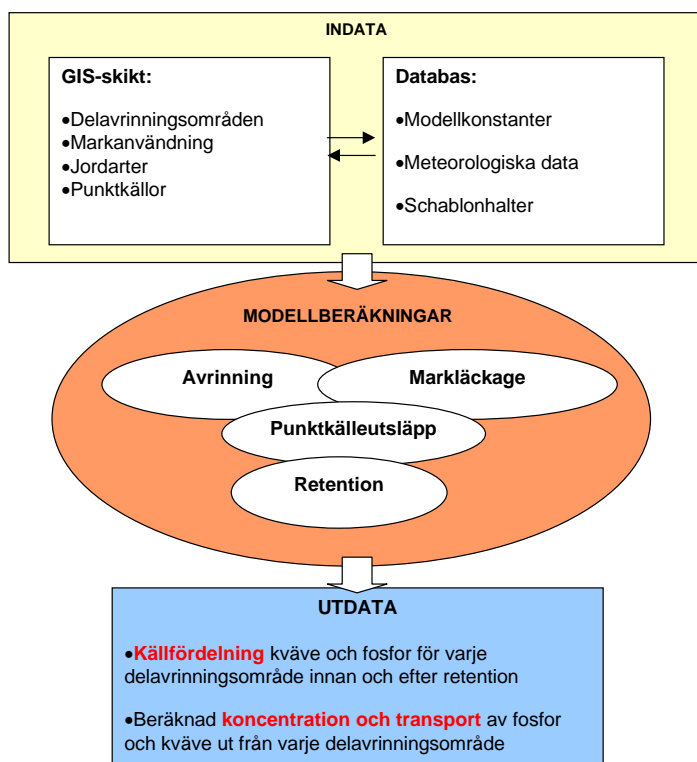 INDATA
GIS-skikt:
•Delavrinningsområden
•Markanvändning
•Jordarter
•Punktkällor
Databas:
•Modellkonstanter
•Meteorologiska data
•Schablonhalter
MODELLBERÄKNINGAR
Avrinning
Markläckage
Punktkälleutsläpp
Retention
UTDATA
•Källfördelning kväve och fosfor för varje
delavrinningsområde innan och efter retention
•Beräknad koncentration och transport av fosfor
och kväve ut från varje delavrinningsområde